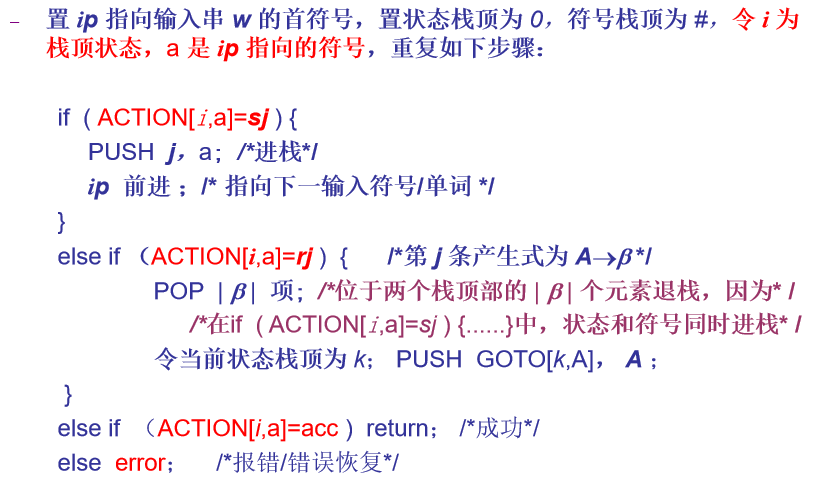 – 置 ip 指向输入串 w 的首符号，置状态栈顶为 0，符号栈顶为 #，令 i 为
栈顶状态，a 是 ip 指向的符号，重复如下步骤：
if ( ACTION[i,a]=sj ) {
PUSH j，a；/*进栈*/
ip 前进 ；/* 指向下一输入符号/单词 */
}
else if （ACTION[i,a]=rj ) { /*第 j 条产生式为 A→β*/
POP | β | 项；/*位于两个栈顶部的 | β | 个元素退栈，因为* /
/*在if ( ACTION[i,a]=sj ) {......}中，状态和符号同时进栈* /
令当前状态栈顶为 k； PUSH GOTO[k,A]， A ；
}
else if （ACTION[i,a]=acc ) return； /*成功*/
else error； /*报错/错误恢复*/